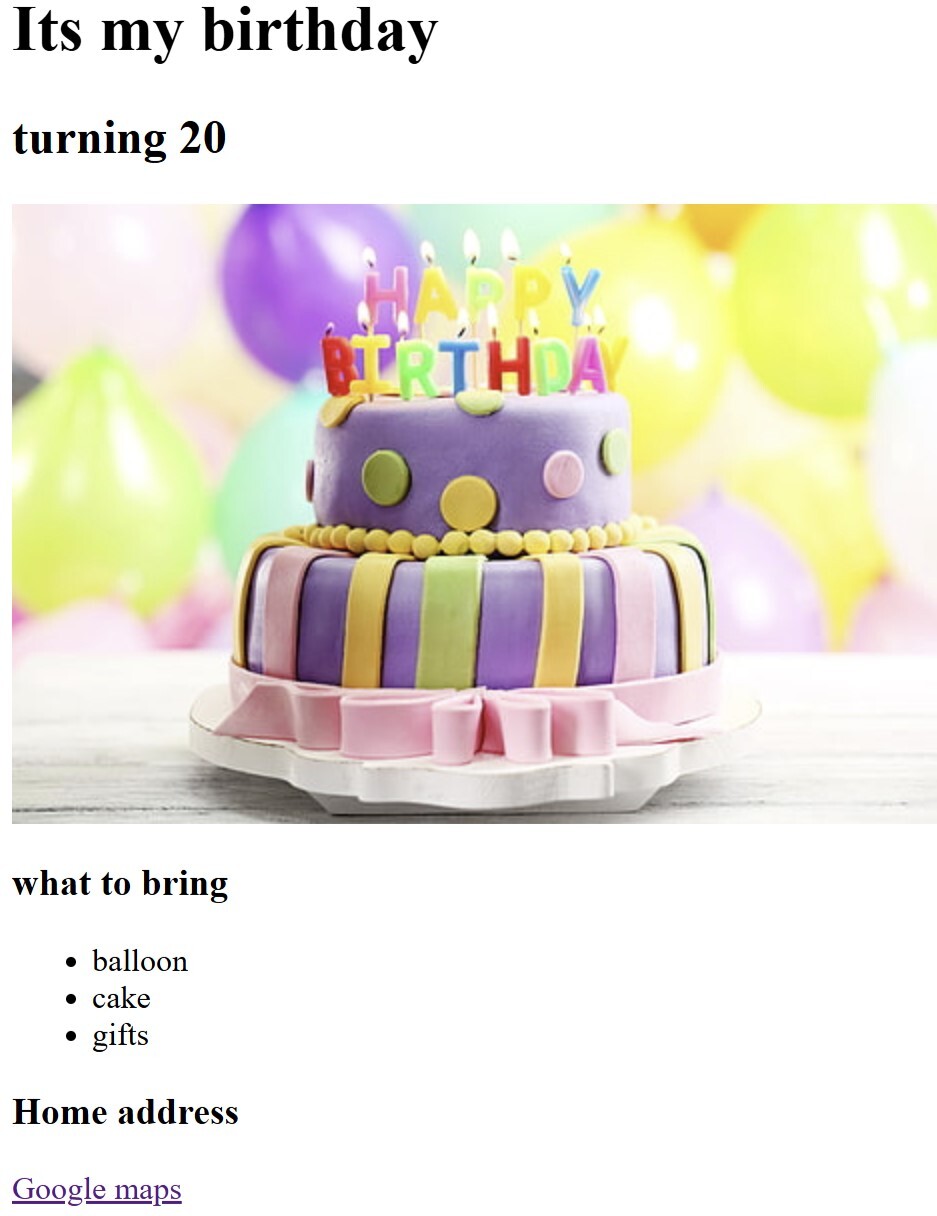 Its my birthday
turning 20
HAPPY
BIRTHDAY
what to bring
balloon
cake
gifts
Home address
Google maps